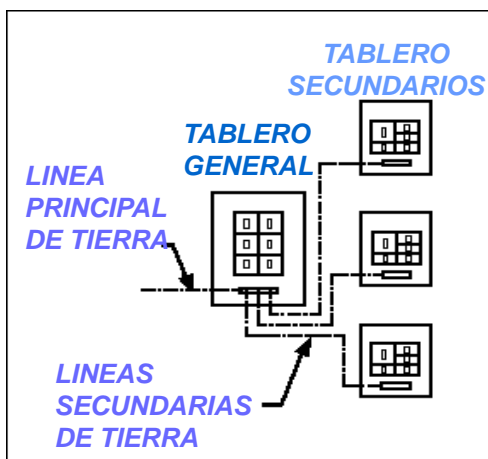 TABLERO
SECUNDARIOS
TABLERO
GENERAL
LINEA
PRINCIPAL
DE TIERRA
LINEAS
SECUNDARIAS
DE TIERRA